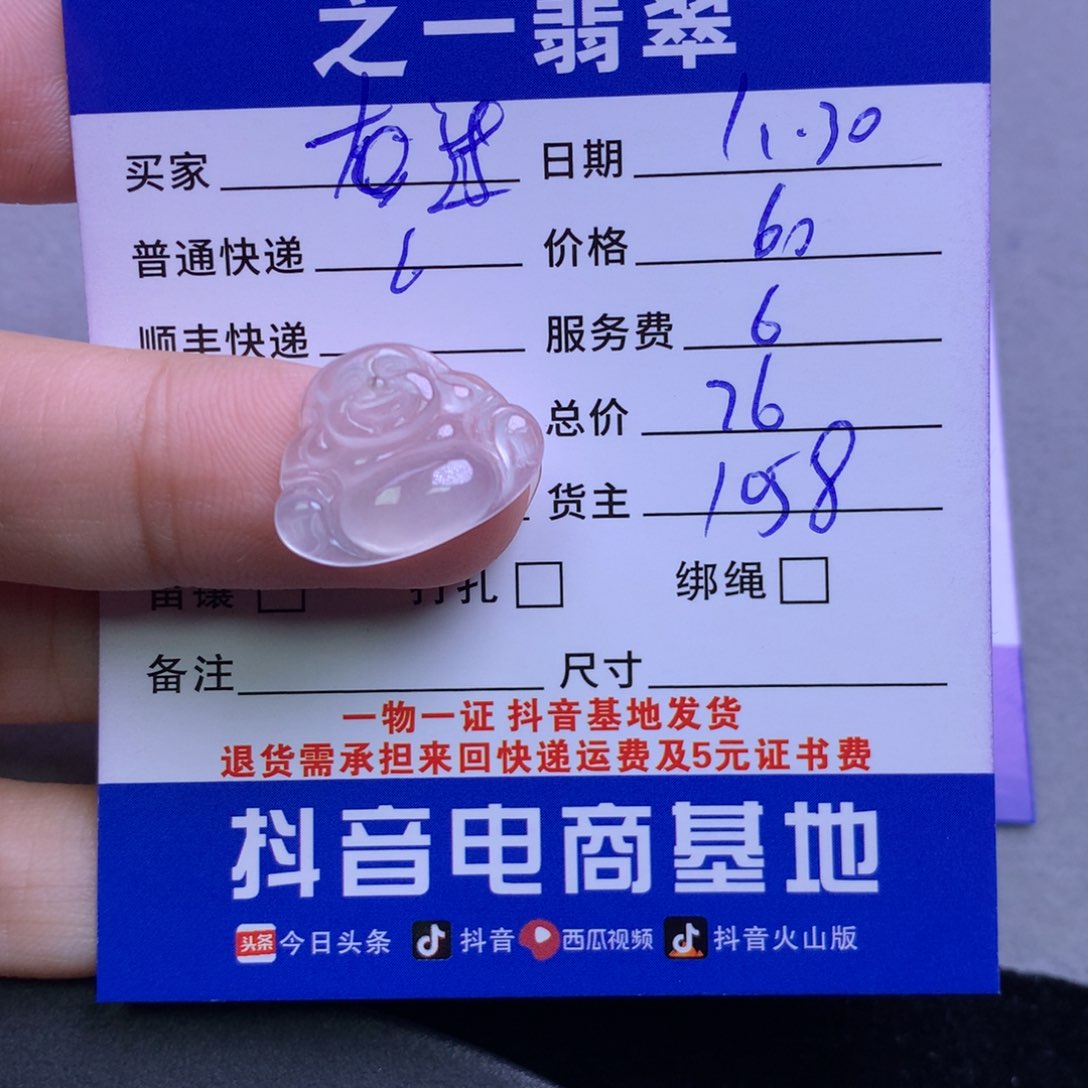 之一翡翠
买家 日期 11.30
普通快递 6 价格 60
顺丰快递 服务费 6
总价 76
货主 1058
镶 打孔 绑绳
备注 尺寸
一物一证 抖音基地发货
退货需承担来回快递运费及5元证书费
抖音电商基地
头条 今日头条 抖音 西瓜视频 抖音火山版